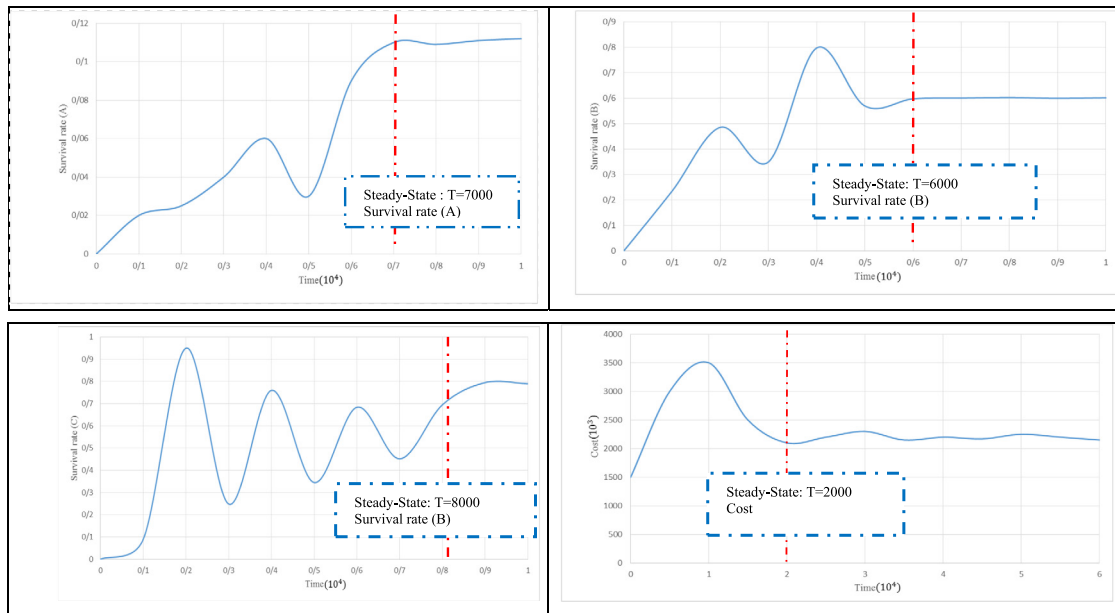 0/12
0/1
0/08
0/06
0/04
0/02
0
Survival rate (A)
0 0/1 0/2 0/3 0/4 0/5 0/6 0/7 0/8 0/9 1
Time(10⁴)
Steady-State : T=7000
Survival rate (A)
0/9
0/8
0/7
0/6
0/5
0/4
0/3
0/2
0/1
0
Survival rate (B)
0 0/1 0/2 0/3 0/4 0/5 0/6 0/7 0/8 0/9 1
Time(10⁴)
Steady-State: T=6000
Survival rate (B)
1
0/9
0/8
0/7
0/6
0/5
0/4
0/3
0/2
0/1
0
Survival rate (C)
0 0/1 0/2 0/3 0/4 0/5 0/6 0/7 0/8 0/9 1
Time(10⁴)
Steady-State: T=8000
Survival rate (B)
4000
3500
3000
2500
2000
1500
1000
500
0
Cost(10³)
0 1 2 3 4 5 6
Time(10⁴)
Steady-State: T=2000
Cost